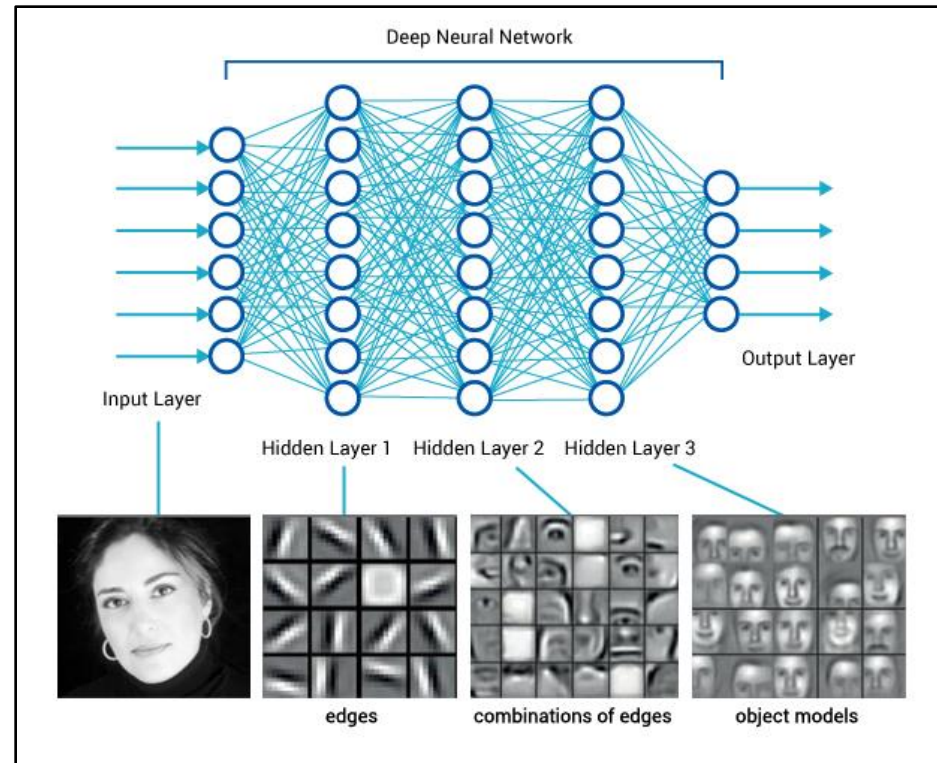 Deep Neural Network
Output Layer
Input Layer
Hidden Layer 1
Hidden Layer 2
Hidden Layer 3
edges
combinations of edges
object models